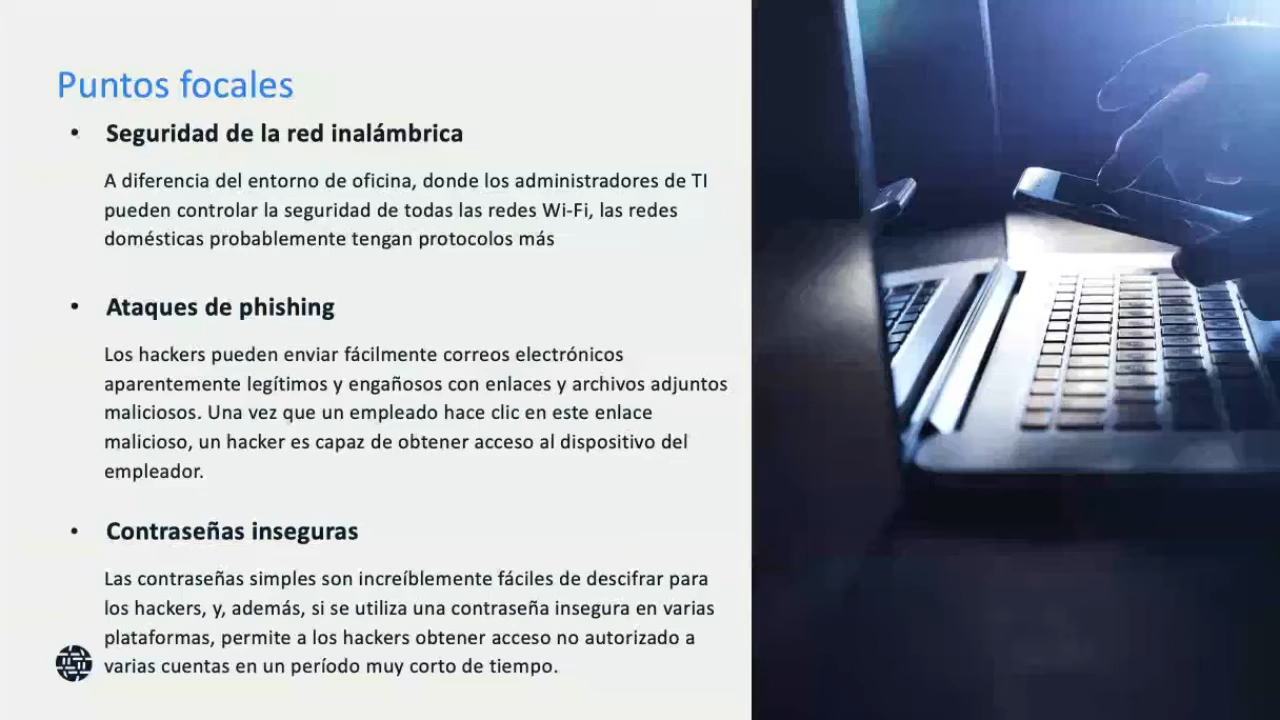 Puntos focales
• Seguridad de la red inalámbrica
A diferencia del entorno de oficina, donde los administradores de TI
pueden controlar la seguridad de todas las redes Wi-Fi, las redes
domésticas probablemente tengan protocolos más
• Ataques de phishing
Los hackers pueden enviar fácilmente correos electrónicos
aparentemente legítimos y engañosos con enlaces y archivos adjuntos
maliciosos. Una vez que un empleado hace clic en este enlace
malicioso, un hacker es capaz de obtener acceso al dispositivo del
empleador.
• Contraseñas inseguras
Las contraseñas simples son increíblemente fáciles de descifrar para
los hackers, y, además, si se utiliza una contraseña insegura en varias
plataformas, permite a los hackers obtener acceso no autorizado a
varias cuentas en un período muy corto de tiempo.